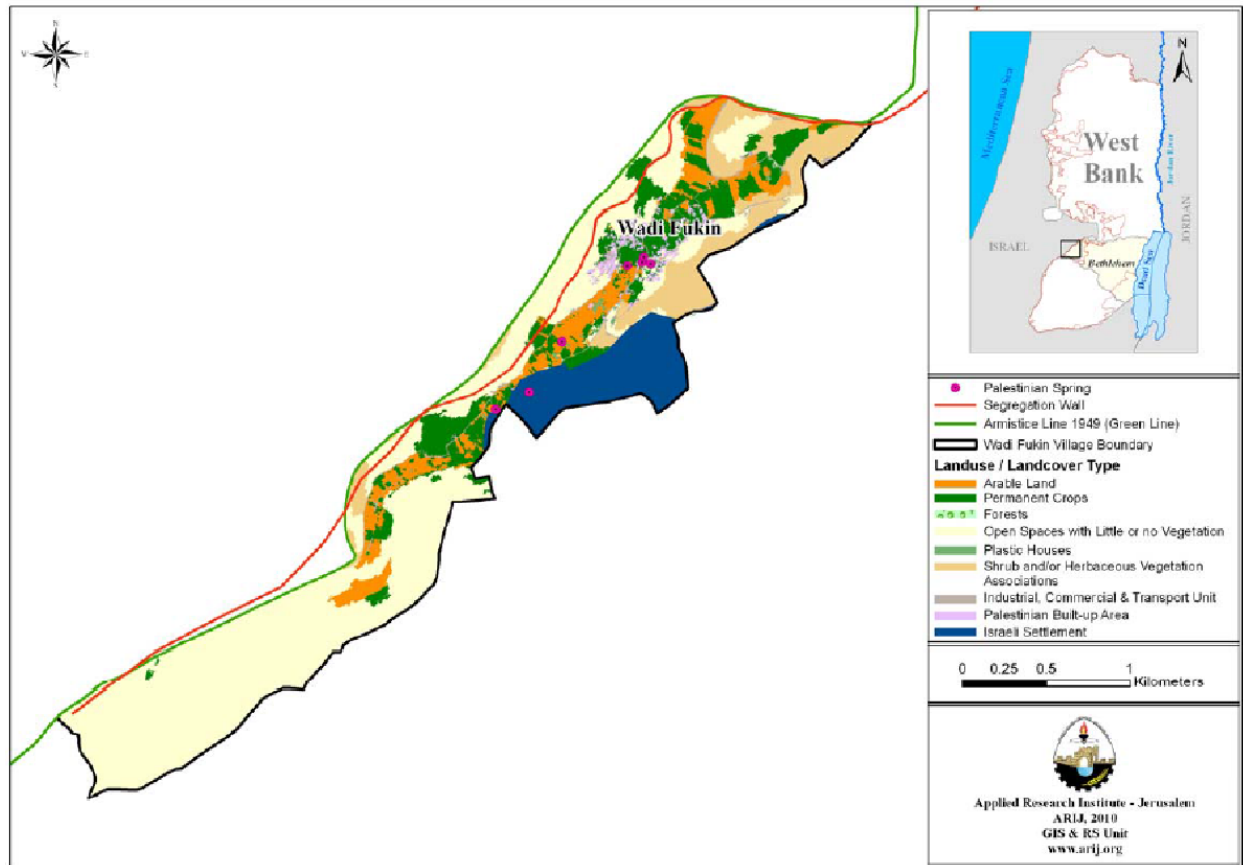 N
W
E
S
Wadi Fukin
N
Mediterranean Sea
West
Bank
Jordan River
JORDAN
ISRAEL
Bethlehem
Dead Sea
Palestinian Spring
Segregation Wall
Armistice Line 1949 (Green Line)
Wadi Fukin Village Boundary
Landuse / Landcover Type
Arable Land
Permanent Crops
Forests
Open Spaces with Little or no Vegetation
Plastic Houses
Shrub and/or Herbaceous Vegetation
Associations
Industrial, Commercial & Transport Unit
Palestinian Built-up Area
Israeli Settlement
0 0.25 0.5 1
Kilometers
Applied Research Institute - Jerusalem
ARIJ, 2010
GIS & RS Unit
www.arij.org